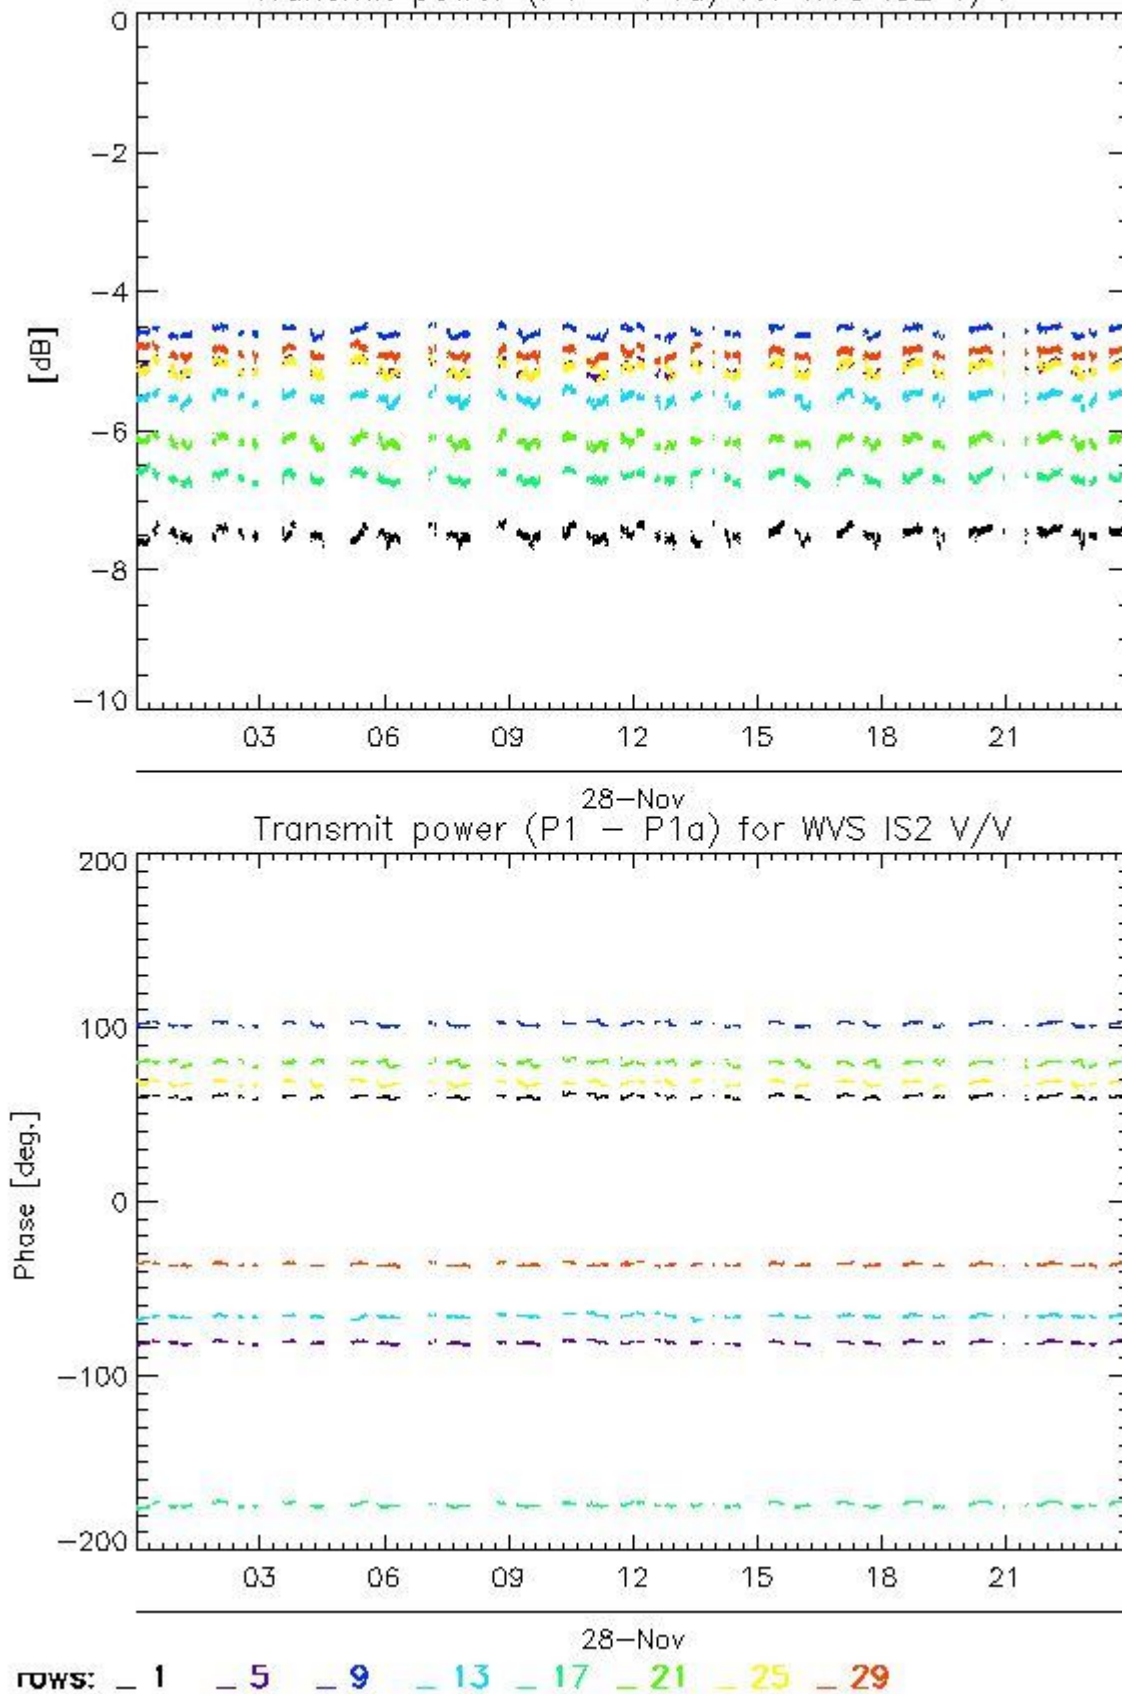 0
−2
−4
[dB]
−6
−8
−10
03 06 09 12 15 18 21
28−Nov
Transmit power (P1 − P1a) for WVS IS2 V/V
200
100
0
Phase [deg.]
−100
−200
03 06 09 12 15 18 21
28−Nov
rows: _ 1 _ 5 _ 9 _ 13 _ 17 _ 21 _ 25 _ 29